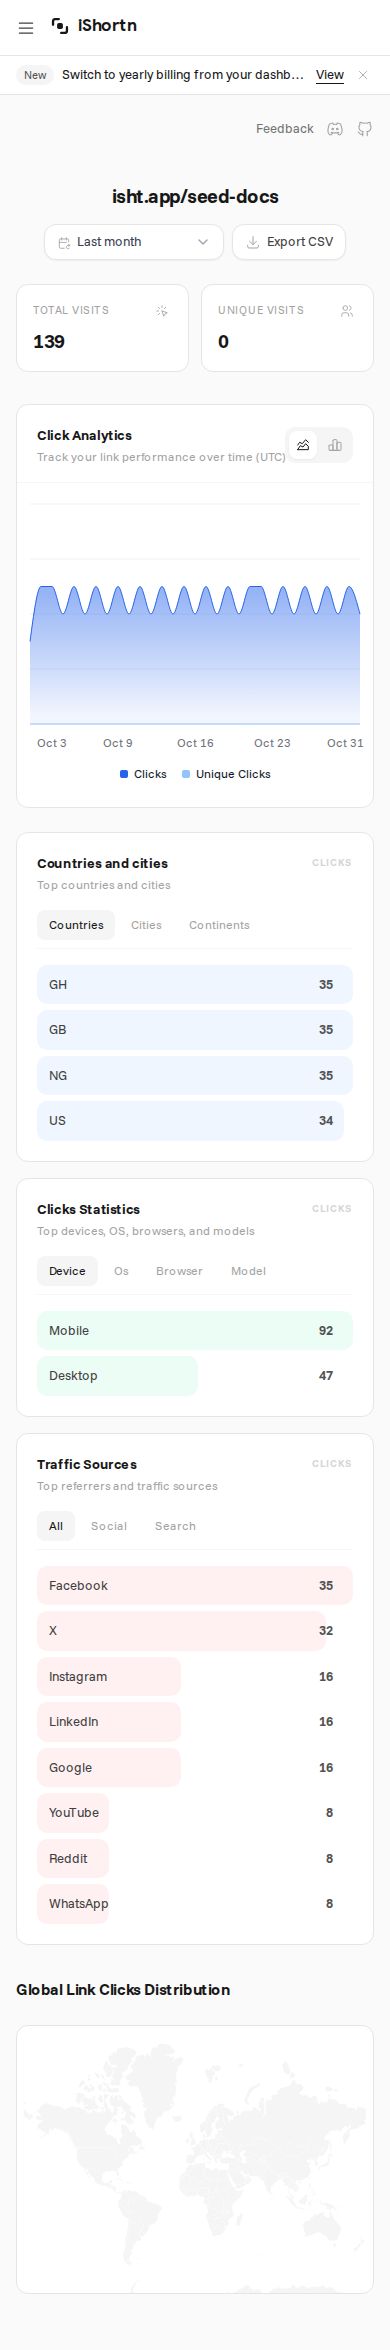 iShortn
New Switch to yearly billing from your dashb... View
Feedback
isht.app/seed-docs
Last month Export CSV
TOTAL VISITS
139
UNIQUE VISITS
0
Click Analytics
Track your link performance over time (UTC)
Oct 3 Oct 9 Oct 16 Oct 23 Oct 31
Clicks Unique Clicks
Countries and cities CLICKS
Top countries and cities
Countries Cities Continents
GH 35
GB 35
NG 35
US 34
Clicks Statistics CLICKS
Top devices, OS, browsers, and models
Device Os Browser Model
Mobile 92
Desktop 47
Traffic Sources CLICKS
Top referrers and traffic sources
All Social Search
Facebook 35
X 32
Instagram 16
LinkedIn 16
Google 16
YouTube 8
Reddit 8
WhatsApp 8
Global Link Clicks Distribution